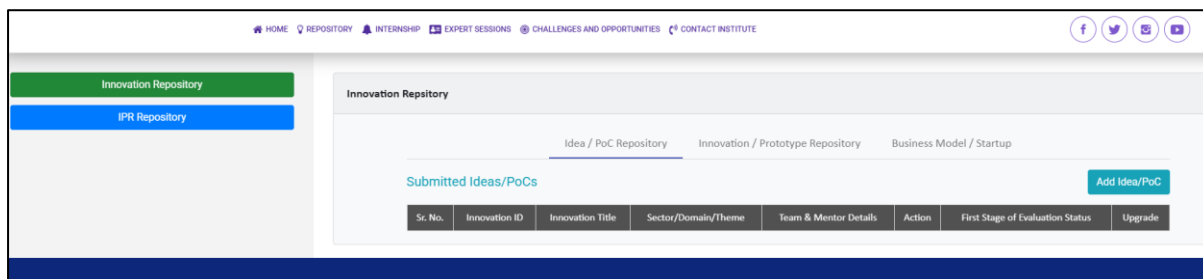 HOME REPOSITORY INTERNSHIP EXPERT SESSIONS CHALLENGES AND OPPORTUNITIES CONTACT INSTITUTE
Innovation Repository
IPR Repository
Innovation Repsitory
Idea / PoC Repository Innovation / Prototype Repository Business Model / Startup
Submitted Ideas/PoCs Add Idea/PoC
Sr. No. Innovation ID Innovation Title Sector/Domain/Theme Team & Mentor Details Action First Stage of Evaluation Status Upgrade